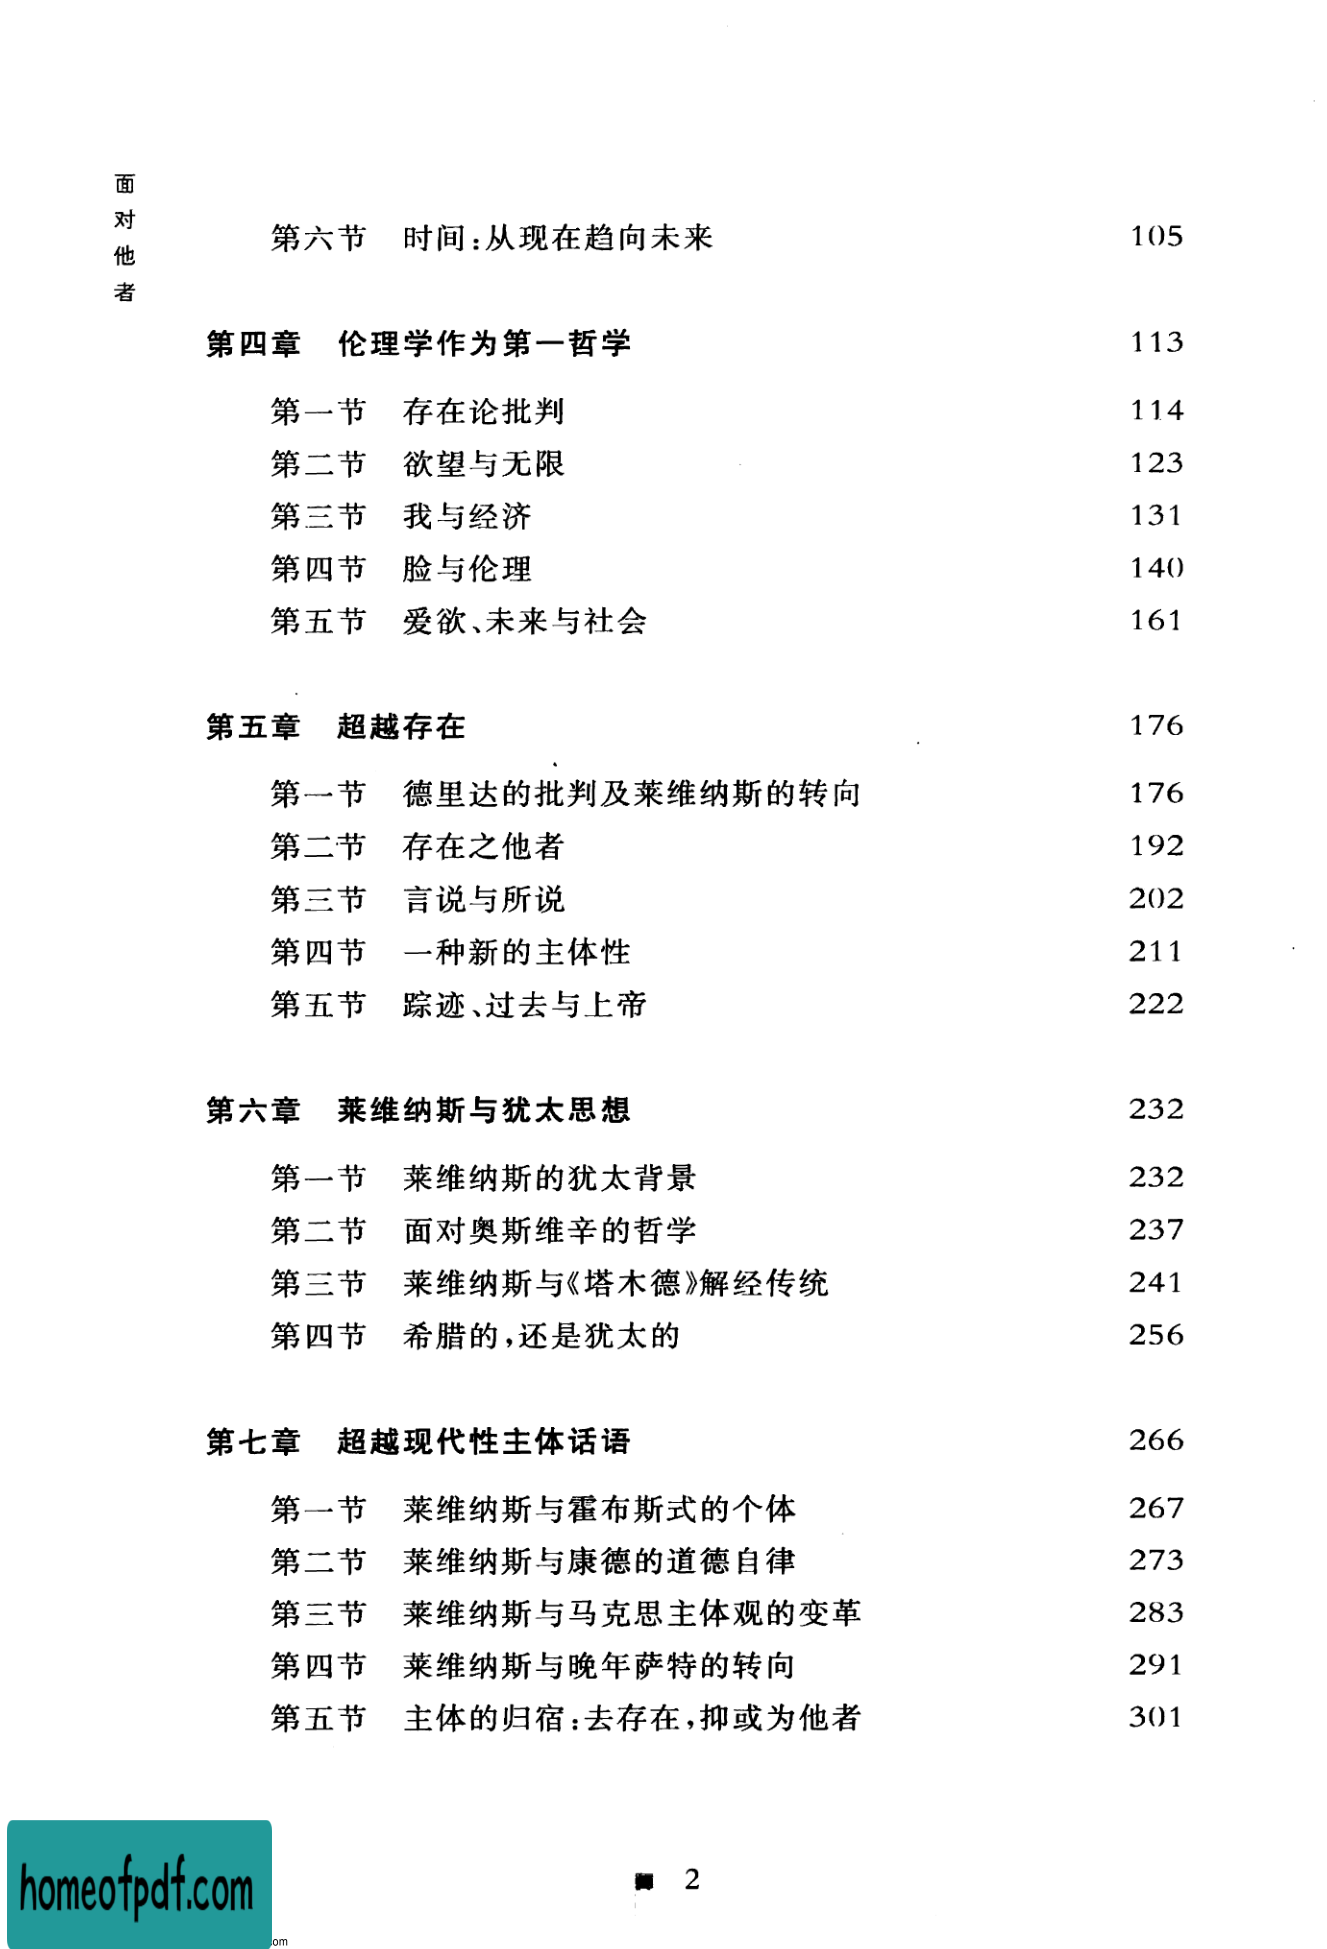 面对他者
第六节 时间:从现在趋向未来 105
第四章 伦理学作为第一哲学 113
第一节 存在论批判 114
第二节 欲望与无限 123
第三节 我与经济 131
第四节 脸与伦理 140
第五节 爱欲、未来与社会 161
第五章 超越存在 176
第一节 德里达的批判及莱维纳斯的转向 176
第二节 存在之他者 192
第三节 言说与所说 202
第四节 一种新的主体性 211
第五节 踪迹、过去与上帝 222
第六章 莱维纳斯与犹太思想 232
第一节 莱维纳斯的犹太背景 232
第二节 面对奥斯维辛的哲学 237
第三节 莱维纳斯与《塔木德》解经传统 241
第四节 希腊的,还是犹太的 256
第七章 超越现代性主体话语 266
第一节 莱维纳斯与霍布斯式的个体 267
第二节 莱维纳斯与康德的道德自律 273
第三节 莱维纳斯与马克思主体观的变革 283
第四节 莱维纳斯与晚年萨特的转向 291
第五节 主体的归宿:去存在,抑或为他者 301
2
homeofpdf.com
om